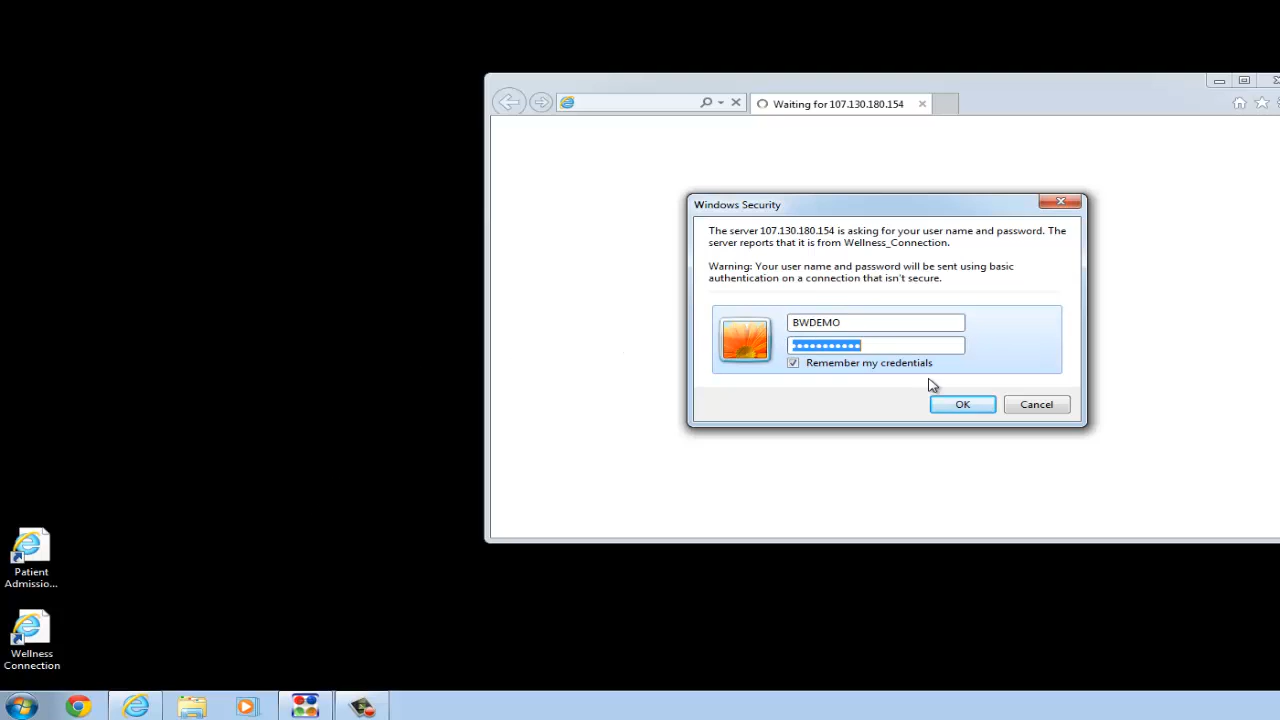 Waiting for 107.130.180.154
Windows Security
The server 107.130.180.154 is asking for your user name and password. The
server reports that it is from Wellness_Connection.
Warning: Your user name and password will be sent using basic
authentication on a connection that isn't secure.
BWDEMO
Remember my credentials
OK
Cancel
Patient
Admissio...
Wellness
Connection